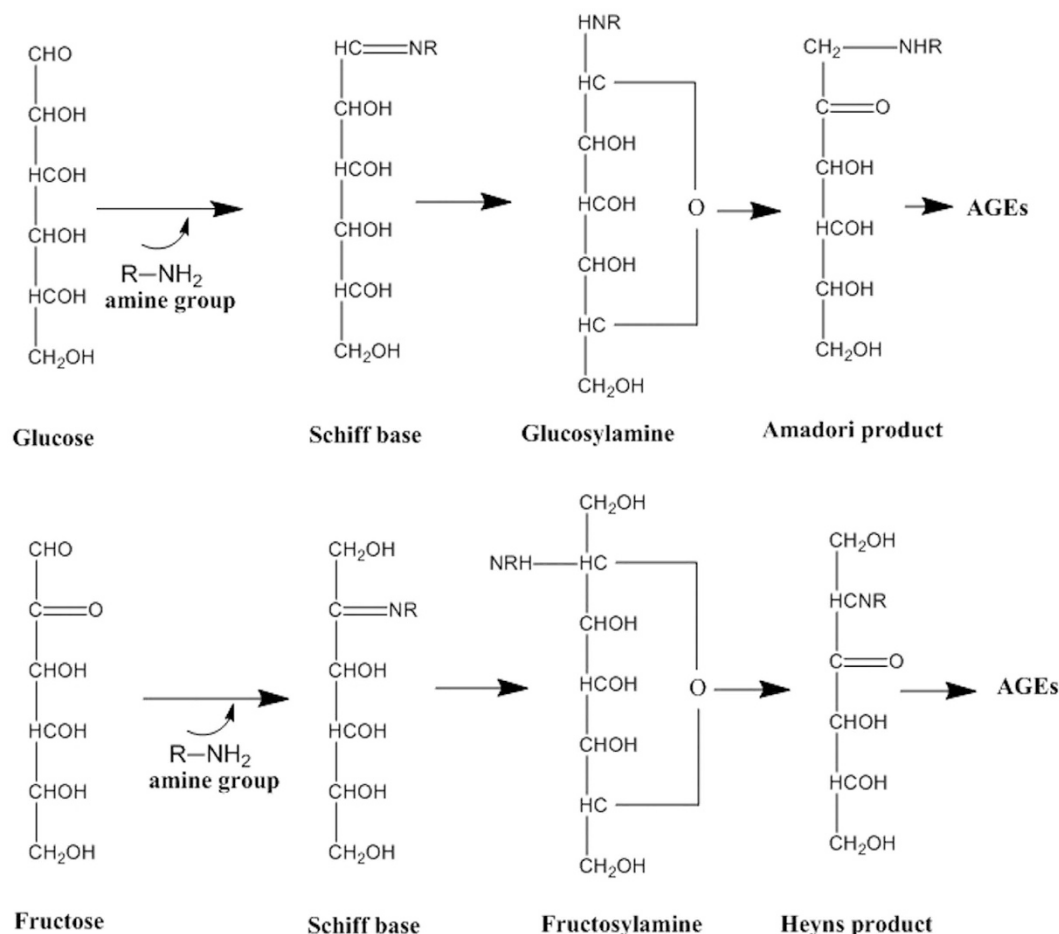 CHO
CHOH
HCOH
CHOH
HCOH
CH₂OH
R–NH₂
amine group
Glucose
HC=NR
CHOH
HCOH
CHOH
HCOH
CH₂OH
Schiff base
HNR
HC
CHOH
HCOH
O
CHOH
HC
CH₂OH
Glucosylamine
CH₂—NHR
C=O
CHOH
HCOH
CHOH
CH₂OH
Amadori product
AGEs
CHO
C=O
CHOH
HCOH
CHOH
CH₂OH
R–NH₂
amine group
Fructose
CH₂OH
C=NR
CHOH
HCOH
CHOH
CH₂OH
Schiff base
CH₂OH
NRH—HC
CHOH
HCOH
O
CHOH
HC
CH₂OH
Fructosylamine
CH₂OH
HCNR
C=O
CHOH
HCOH
CH₂OH
Heyns product
AGEs